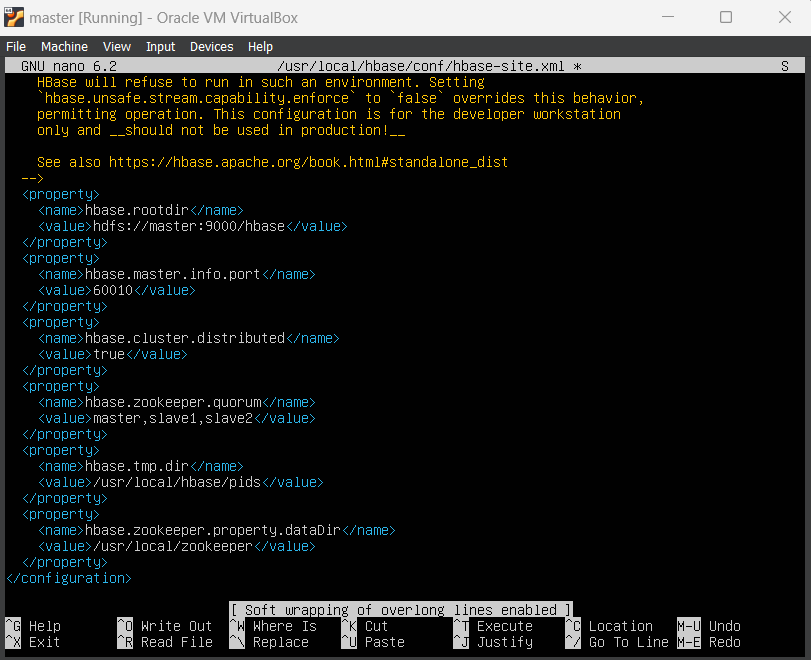 master [Running] - Oracle VM VirtualBox
File Machine View Input Devices Help
GNU nano 6.2 /usr/local/hbase/conf/hbase-site.xml * S
HBase will refuse to run in such an environment. Setting
`hbase.unsafe.stream.capability.enforce` to `false` overrides this behavior,
permitting operation. This configuration is for the developer workstation
only and __should not be used in production!__
See also https://hbase.apache.org/book.html#standalone_dist
-->
<property>
<name>hbase.rootdir</name>
<value>hdfs://master:9000/hbase</value>
</property>
<property>
<name>hbase.master.info.port</name>
<value>60010</value>
</property>
<property>
<name>hbase.cluster.distributed</name>
<value>true</value>
</property>
<property>
<name>hbase.zookeeper.quorum</name>
<value>master,slave1,slave2</value>
</property>
<property>
<name>hbase.tmp.dir</name>
<value>/usr/local/hbase/pids</value>
</property>
<property>
<name>hbase.zookeeper.property.dataDir</name>
<value>/usr/local/zookeeper</value>
</property>
</configuration>
[ Soft wrapping of overlong lines enabled ]
^G Help ^O Write Out ^W Where Is ^K Cut ^T Execute ^C Location M-U Undo
^X Exit ^R Read File ^\ Replace ^U Paste ^J Justify ^/ Go To Line M-E Redo